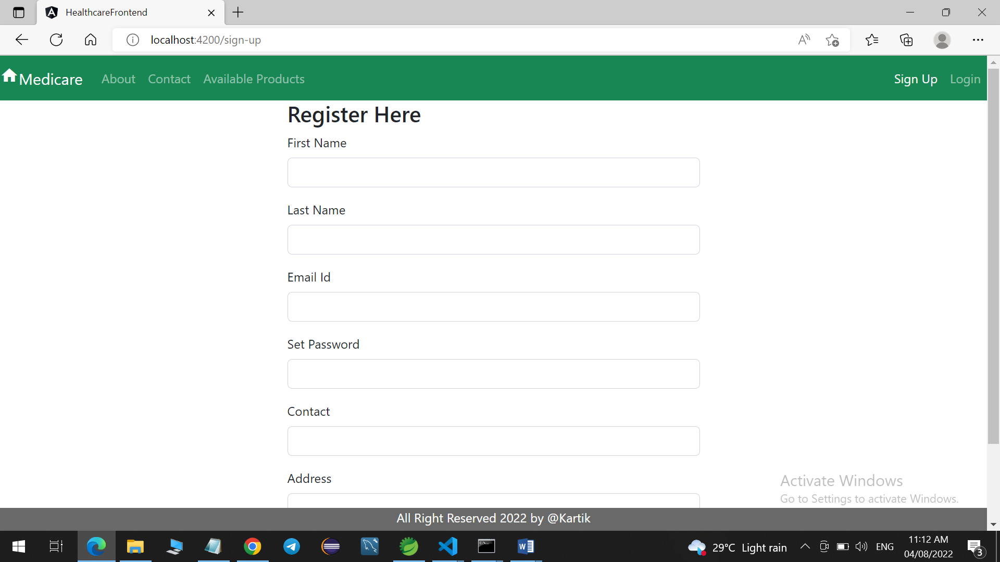 HealthcareFrontend
localhost:4200/sign-up
Medicare About Contact Available Products Sign Up Login
Register Here
First Name
Last Name
Email Id
Set Password
Contact
Address
Activate Windows
Go to Settings to activate Windows.
All Right Reserved 2022 by @Kartik
29°C Light rain
ENG
11:12 AM
04/08/2022
3